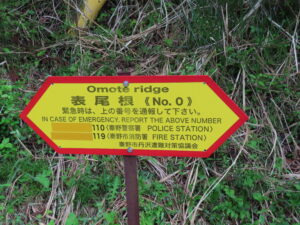 Omote ridge
表尾根《No. 0》
緊急時は、上の番号を通報して下さい。
IN CASE OF EMERGENCY. REPORT THE ABOVE NUMBER
110 (秦野警察署 POLICE STATION)
119 (秦野市消防署 FIRE STATION)
秦野市丹沢遭難対策協議会